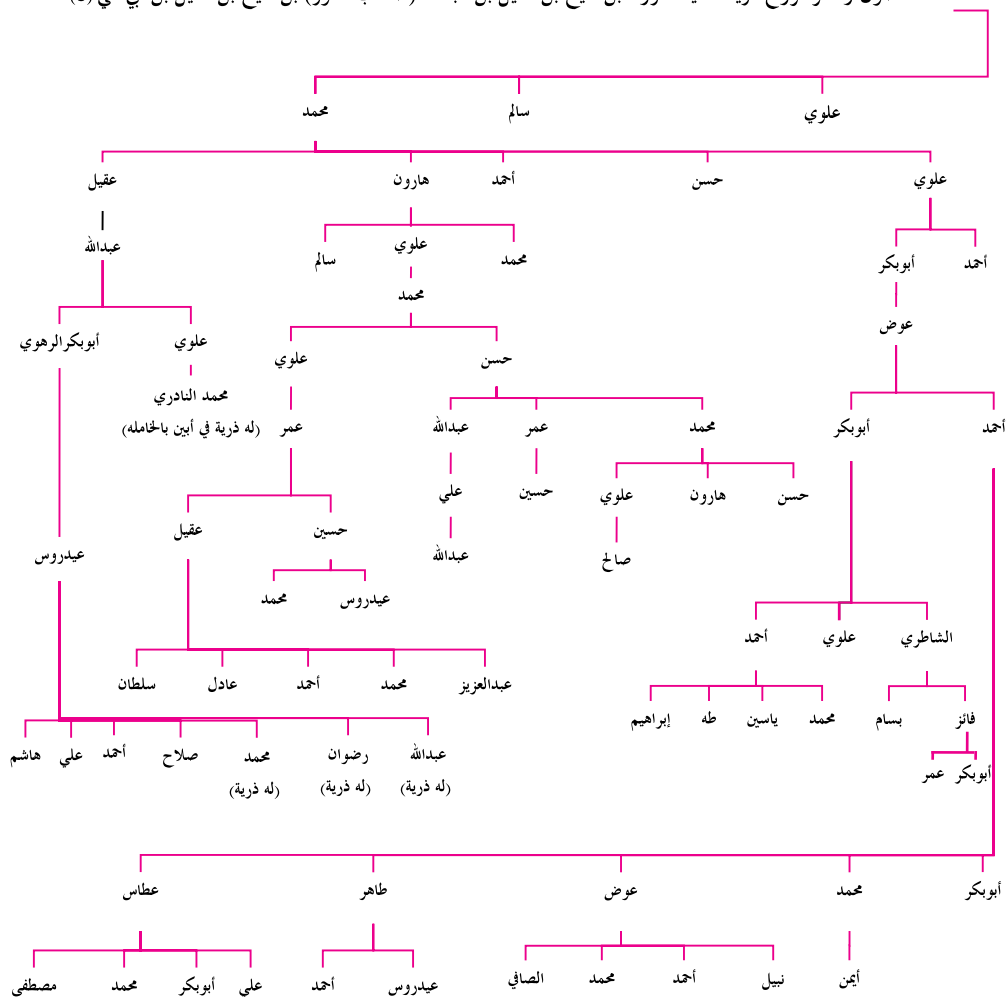 علوي سالم محمد
علوي حسن أحمد هارون عقيل
أحمد أبوبكر محمد علوي سالم عبدالله
محمد
عوض
علوي أبوبكرالرهوي
حسن علوي
محمد النادري
(له ذرية في أبين بالخامله)
أحمد أبوبكر محمد عمر عبدالله عمر
حسن هارون علوي حسين علي
حسين عقيل
صالح عبدالله عيدروس
عيدروس محمد
الشاطري علوي أحمد
عبدالعزيز محمد أحمد عادل سلطان
فائز بسام محمد ياسين طه إبراهيم
عبدالله رضوان محمد صلاح أحمد علي هاشم
(له ذرية) (له ذرية) (له ذرية)
أبوبكر عمر
أبوبكر محمد عوض طاهر عطاس
أيمن نبيل أحمد محمد الصافي عيدروس أحمد علي أبوبكر محمد مصطفى